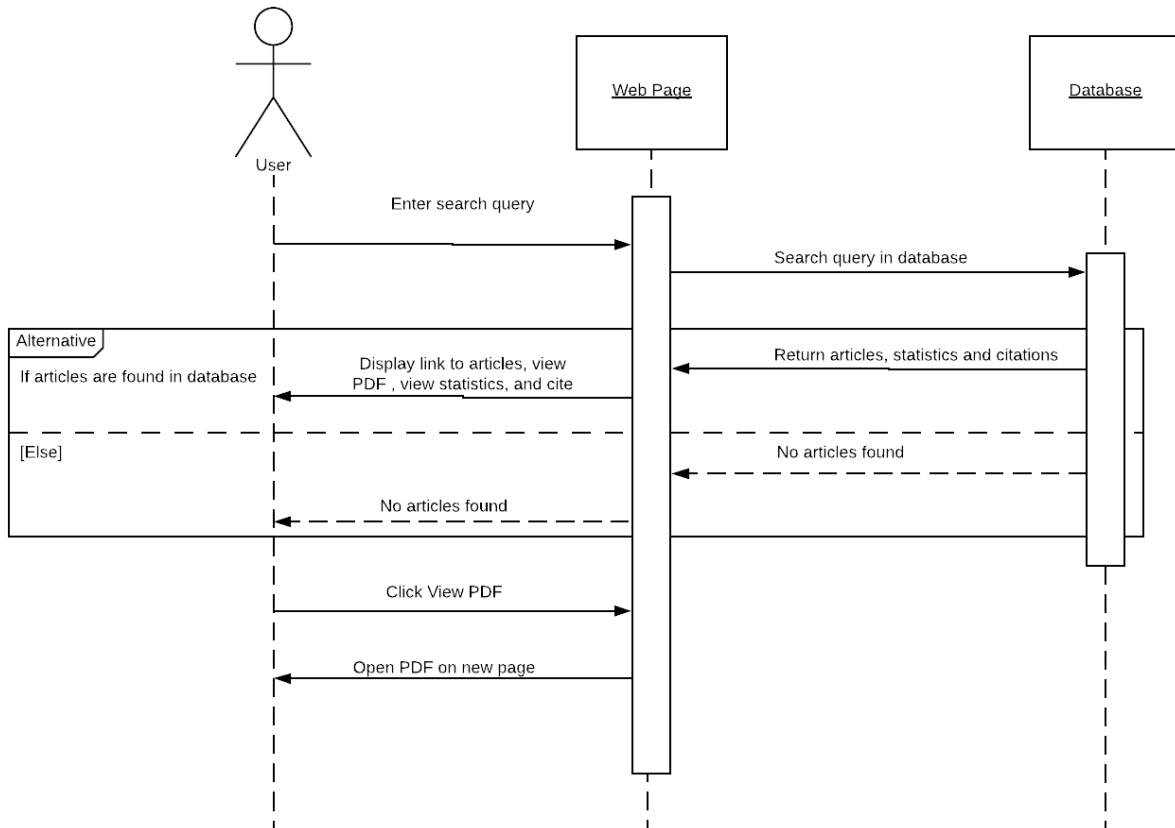 Web Page
Database
User
Enter search query
Search query in database
Alternative
If articles are found in database
Display link to articles, view
PDF , view statistics, and cite
Return articles, statistics and citations
[Else]
No articles found
No articles found
Click View PDF
Open PDF on new page